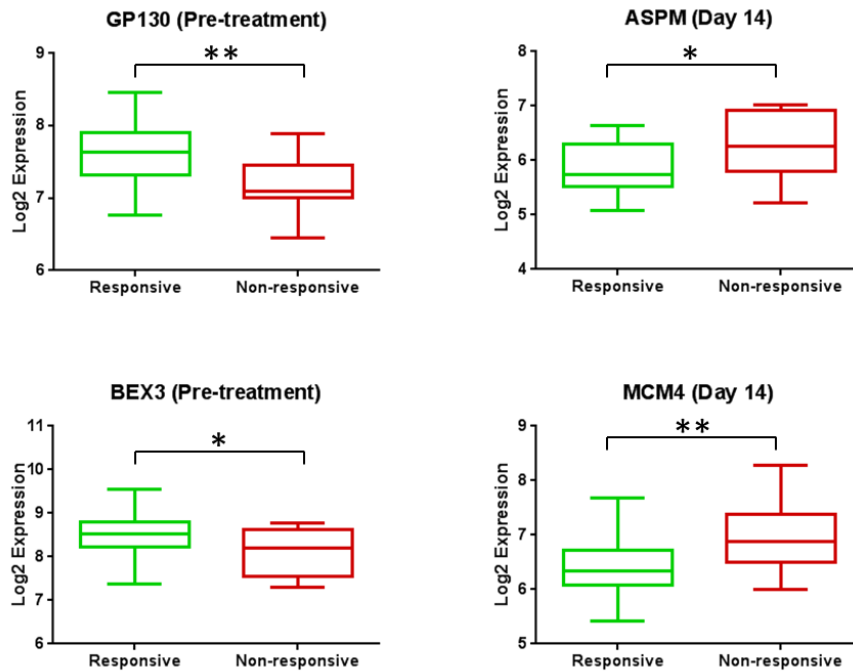 GP130 (Pre-treatment)
Log2 Expression
9
8
7
6
**
Responsive Non-responsive
ASPM (Day 14)
Log2 Expression
8
7
6
5
4
*
Responsive Non-responsive
BEX3 (Pre-treatment)
Log2 Expression
11
10
9
8
7
6
*
Responsive Non-responsive
MCM4 (Day 14)
Log2 Expression
9
8
7
6
5
**
Responsive Non-responsive